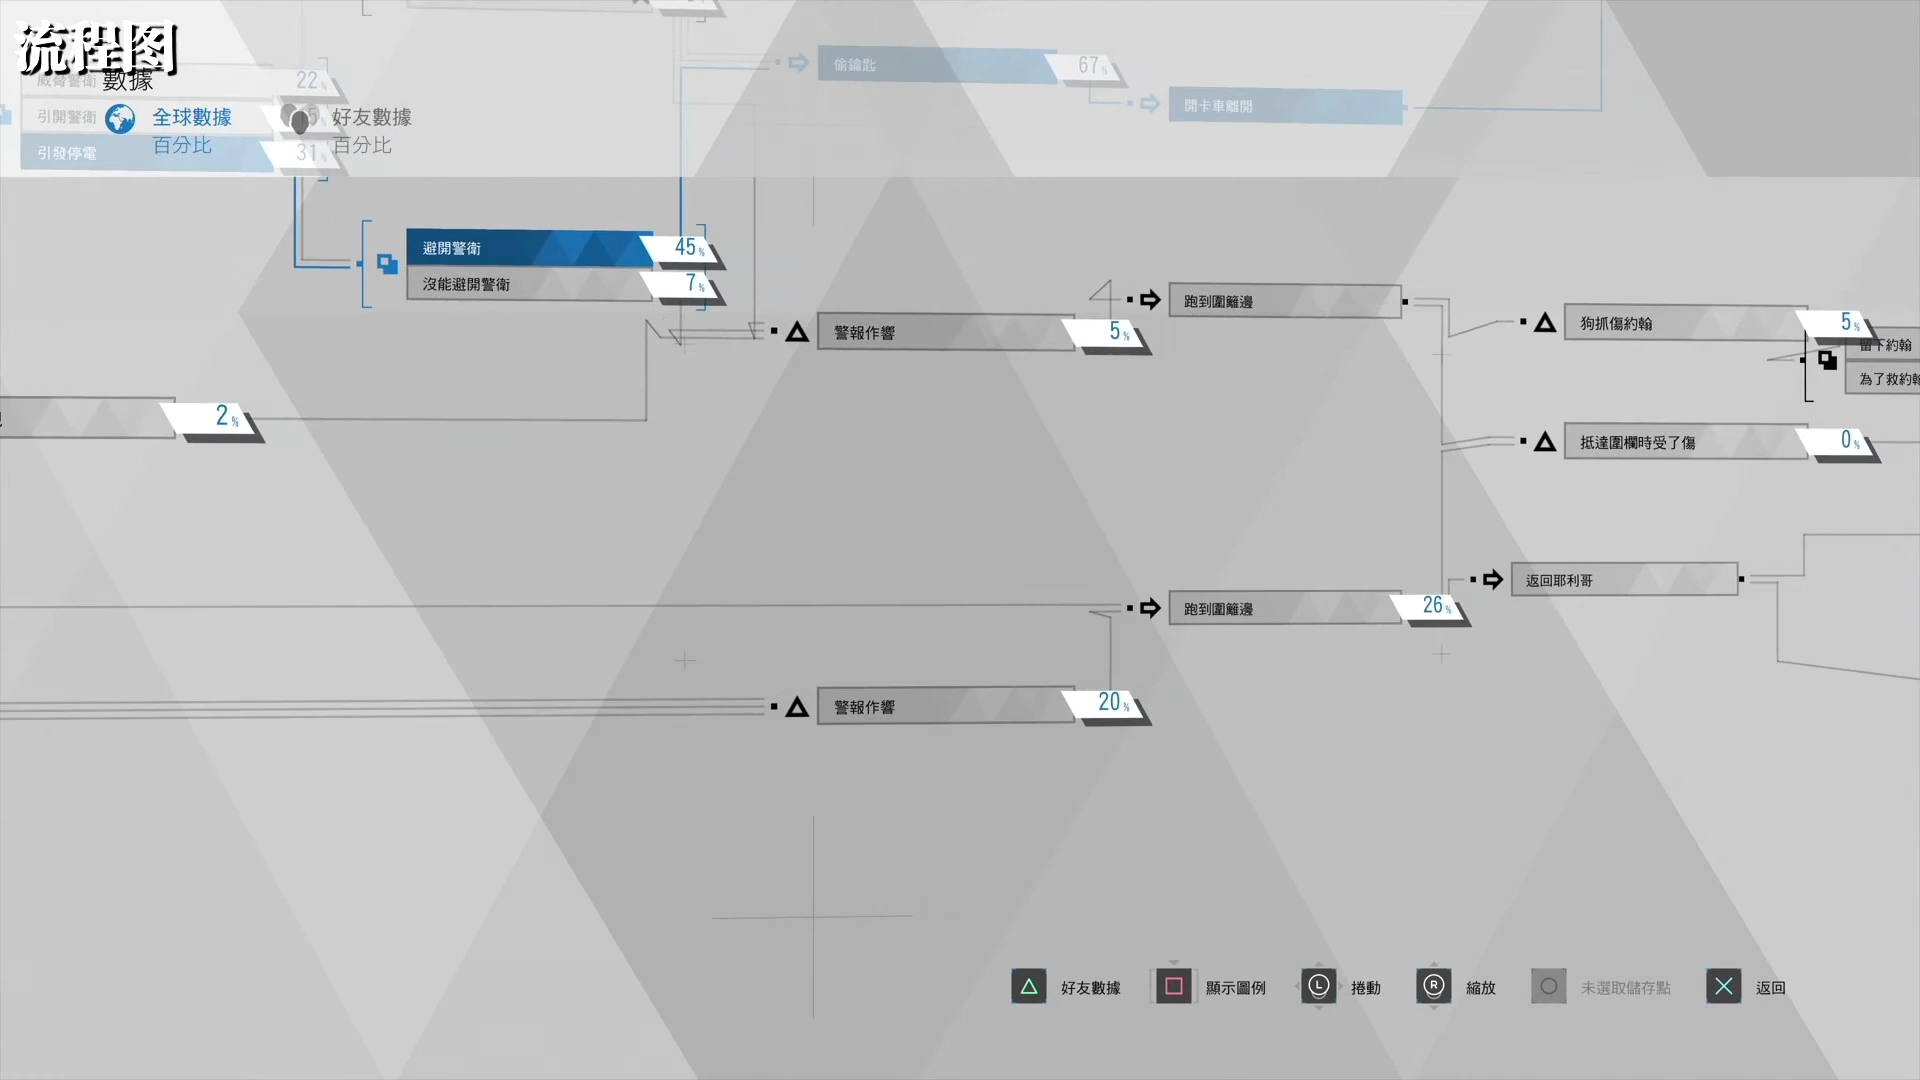 流程图
數據
威脅警衛 22%
引開警衛 5%
引發停電 31%
全球數據
百分比
好友數據
百分比
偷鑰匙 67%
開卡車離開
避開警衛 45%
沒能避開警衛 7%
警報作響 5%
跑到圍籬邊
狗抓傷約翰 5%
留下約翰
為了救約翰
2%
抵達圍欄時受了傷 0%
返回耶利哥
跑到圍籬邊 26%
警報作響 20%
好友數據
顯示圖例
L 捲動
R 縮放
未選取儲存點
返回